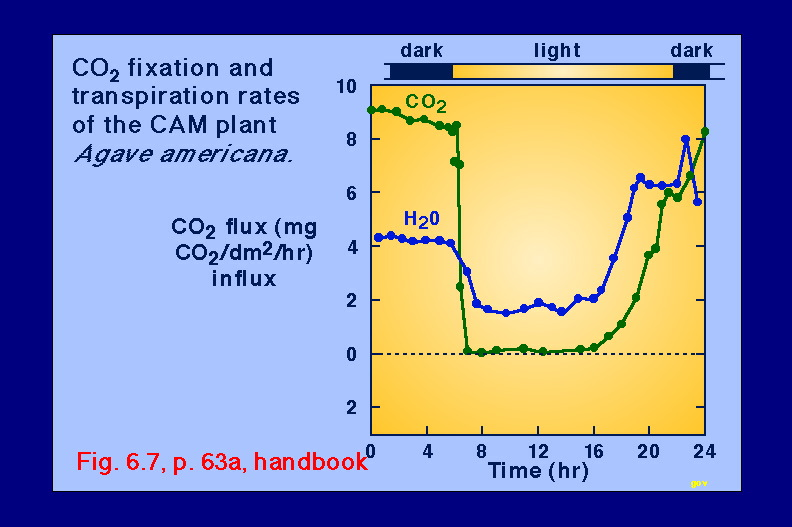 dark light dark
CO2 fixation and
transpiration rates
of the CAM plant
Agave americana.
CO2 flux (mg
CO2/dm2/hr)
influx
10
8
6
4
2
0
2
CO2
H20
0 4 8 12 16 20 24
Time (hr)
Fig. 6.7, p. 63a, handbook
gov